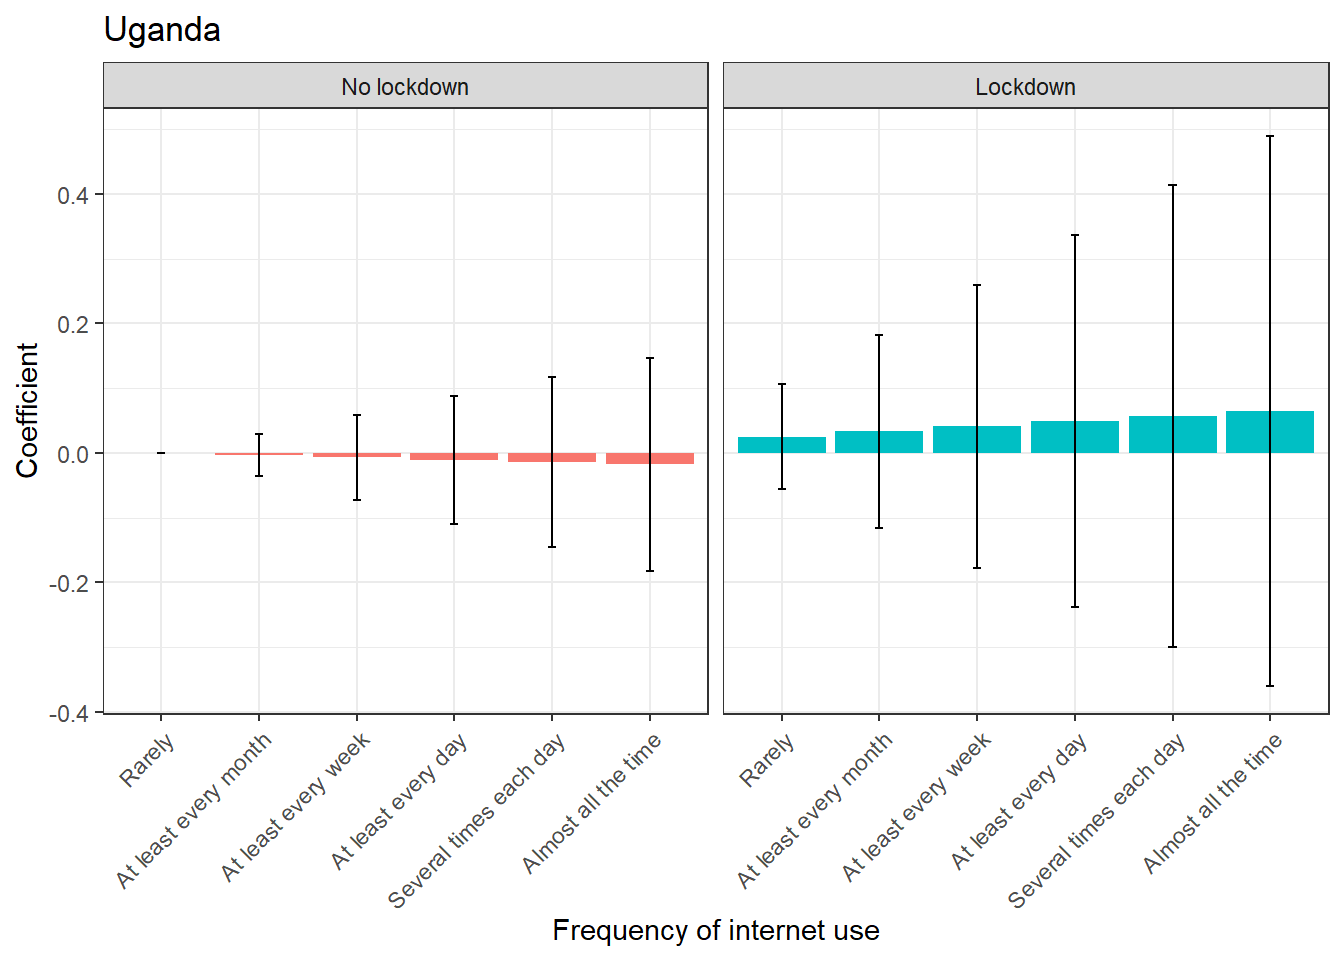 Uganda
No lockdown
Lockdown
Coefficient
0.4
0.2
0.0
-0.2
-0.4
Rarely
At least every month
At least every week
At least every day
Several times each day
Almost all the time
Rarely
At least every month
At least every week
At least every day
Several times each day
Almost all the time
Frequency of internet use